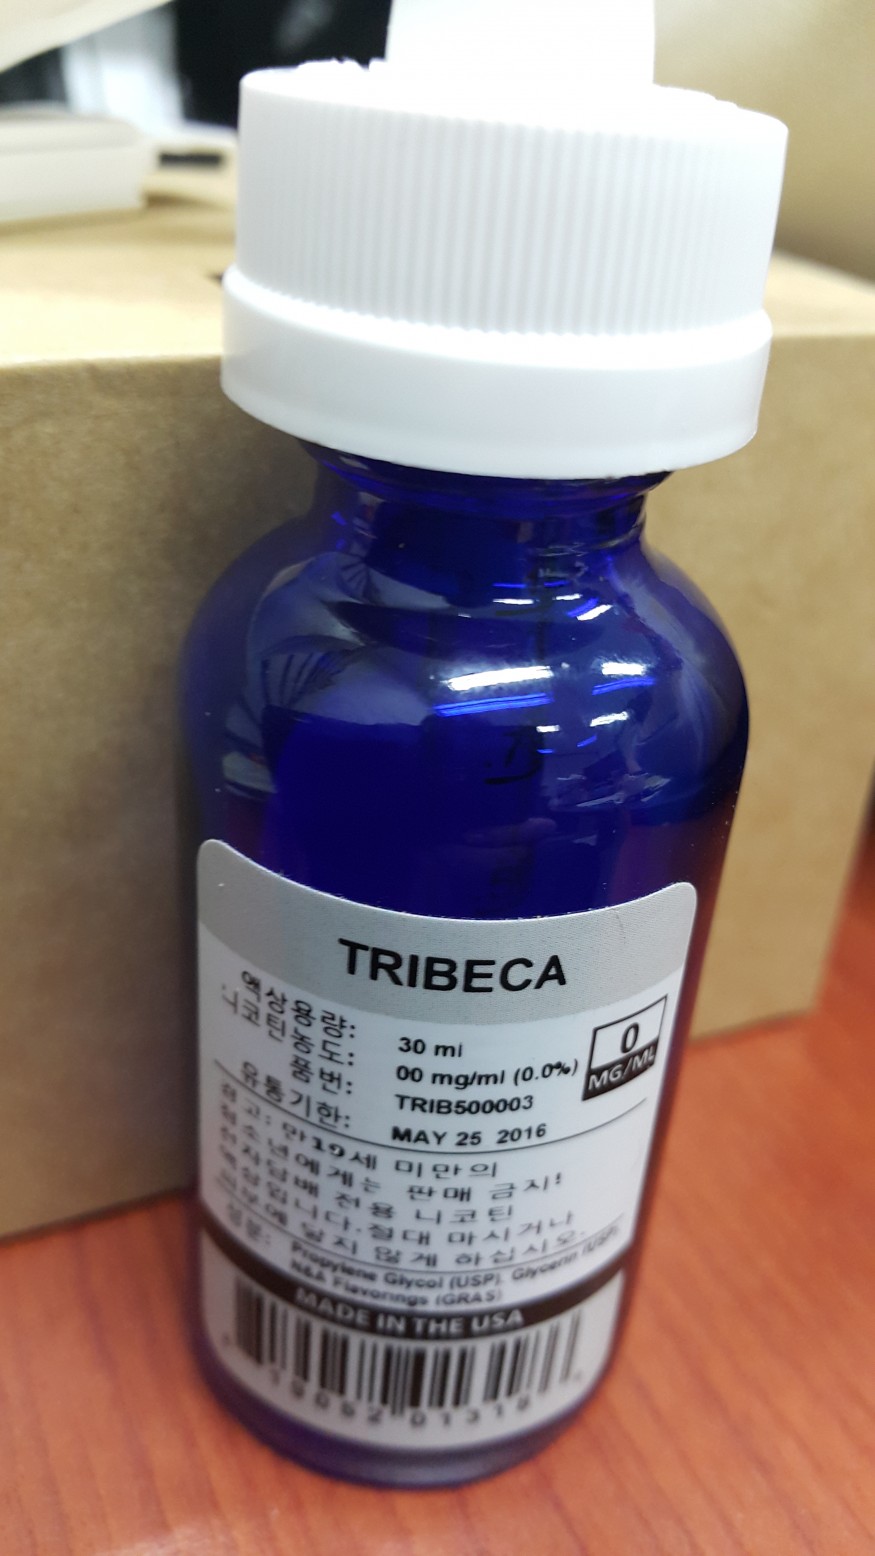 TRIBECA
액상용량: 30 ml
니코틴농도: 00 mg/ml (0.0%)
품번: TRIB500003
유통기한: MAY 25 2016
0
MG/ML
경고: 만19세 미만의
청소년에게는 판매 금지!
전자담배 전용 니코틴
액상입니다.절대 마시거나
피부에 닿지 않게 하십시오.
성분: Propylene Glycol (USP). Glycerin (USP).
N&A Flavorings (GRAS)
MADE IN THE USA